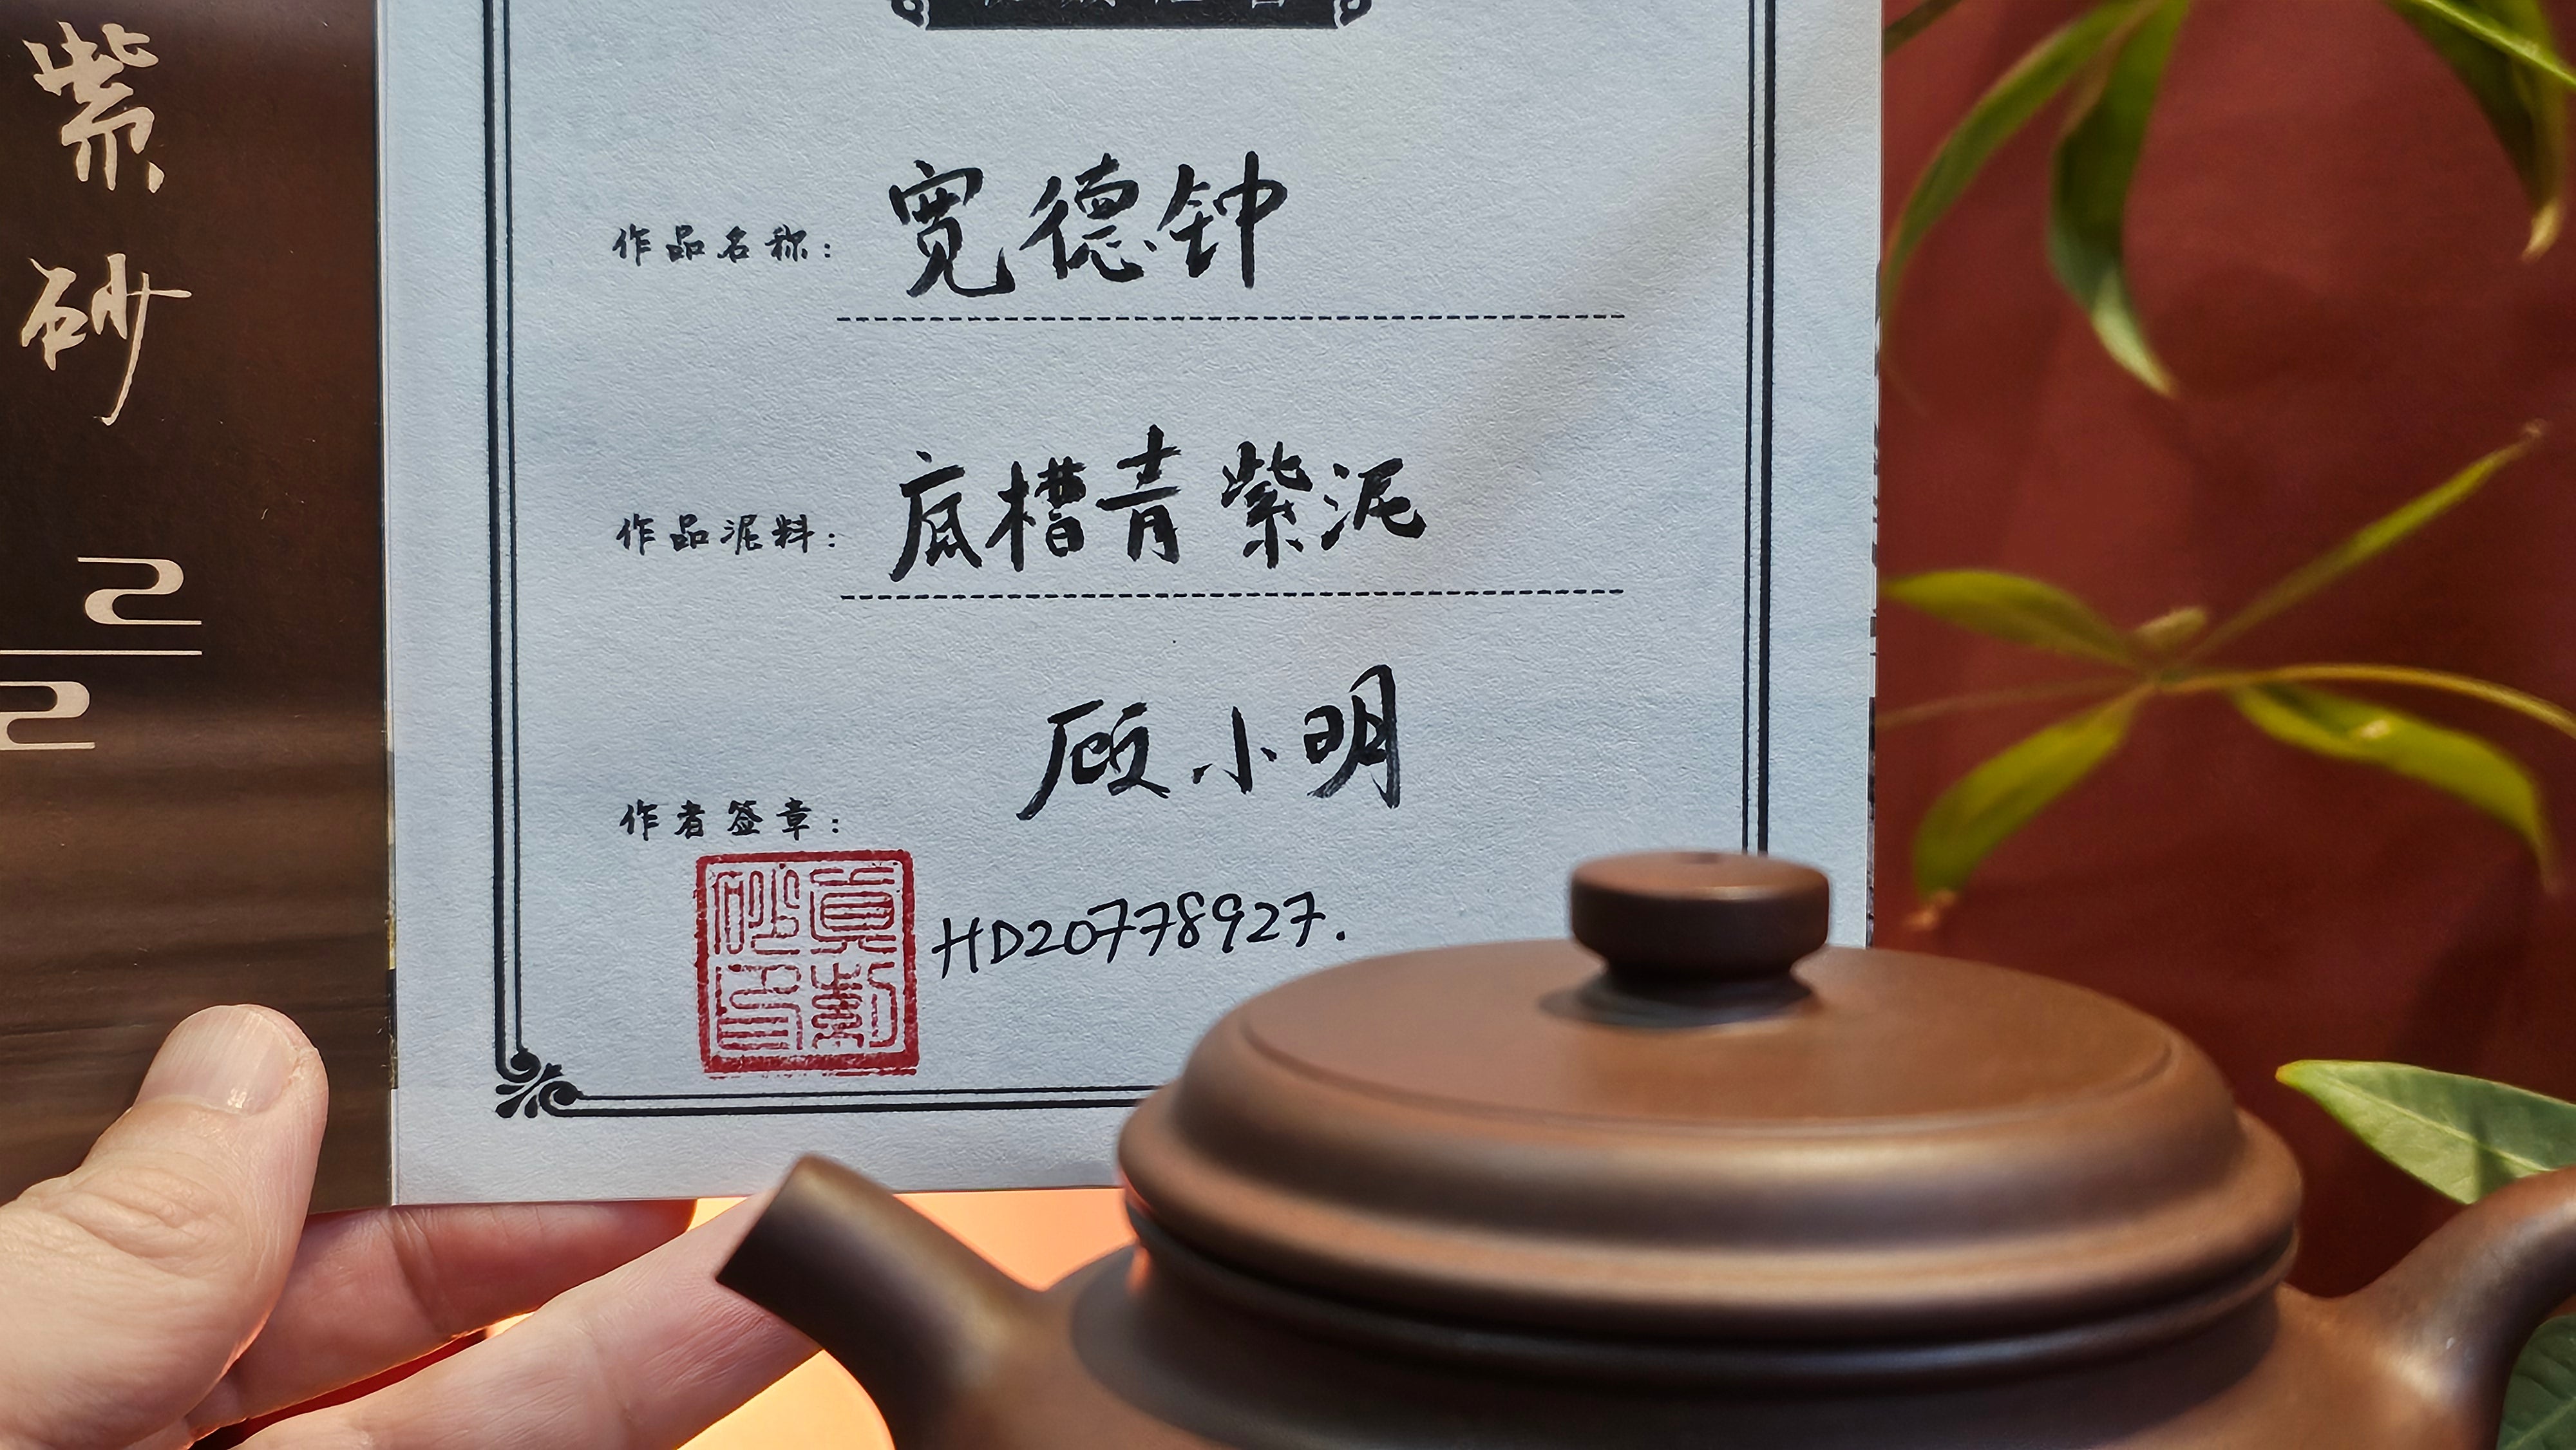 紫砂
作品名称：宽德钟
作品泥料：底槽青紫泥
顾小明
作者签章：
HD20778927.